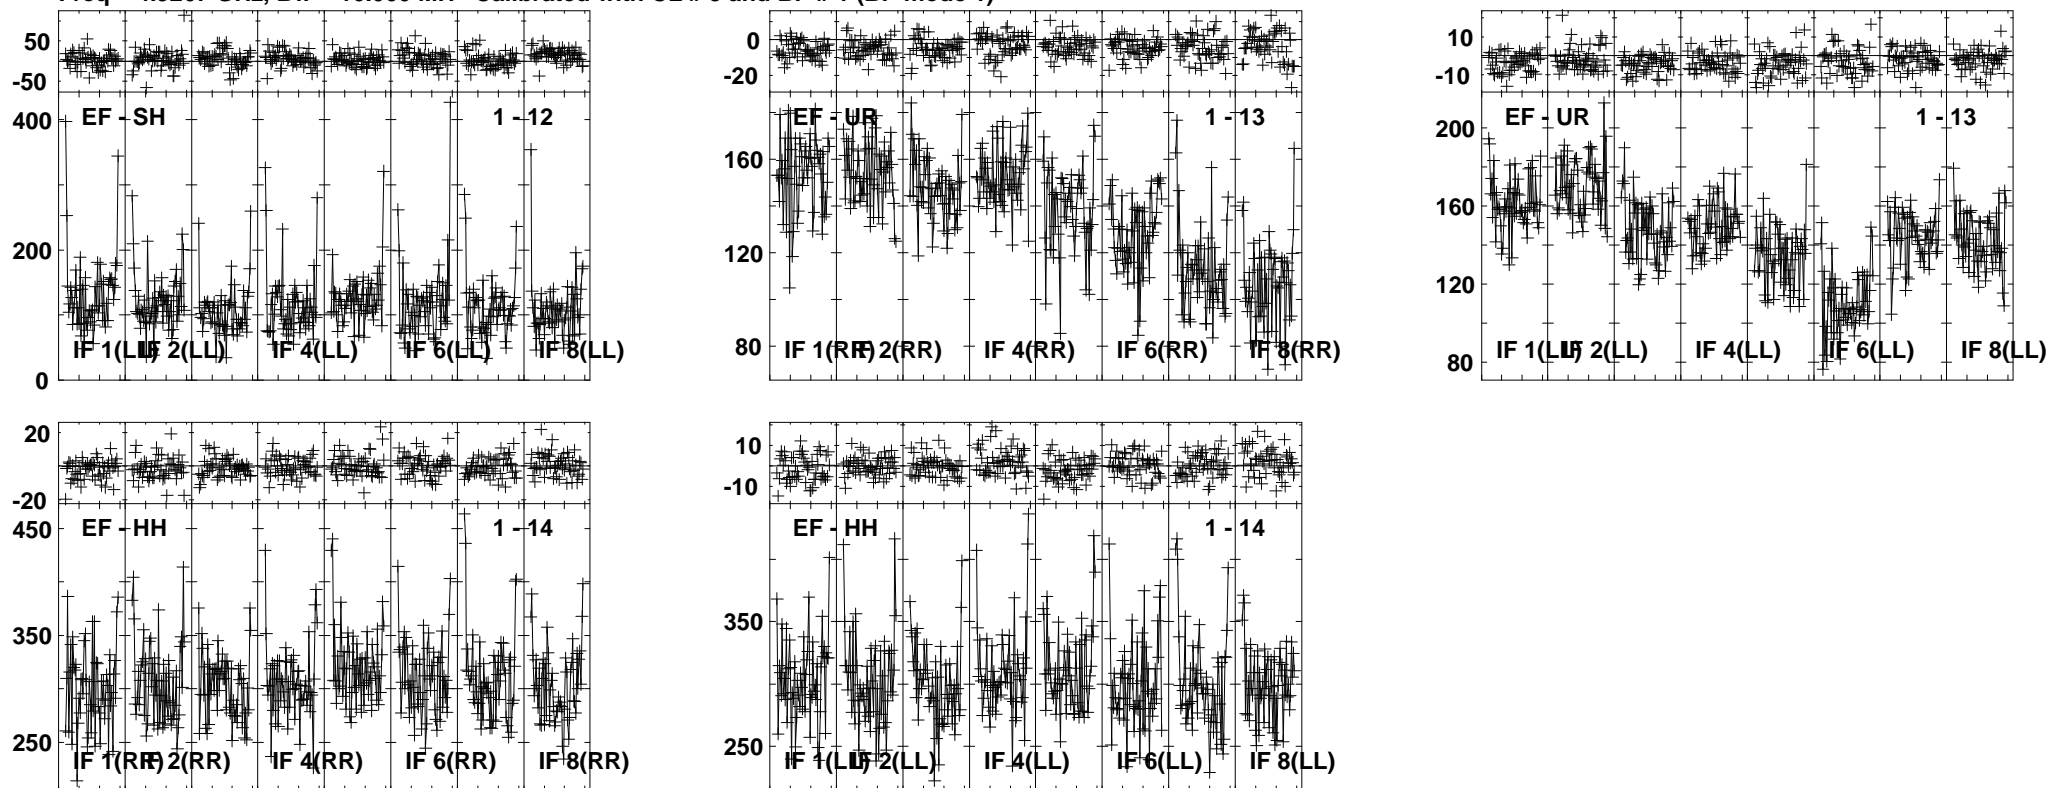 50
-50
EF - SH
1 - 12
400
200
0
IF 1(LL)
IF 2(LL)
IF 4(LL)
IF 6(LL)
IF 8(LL)
0
-20
EF - UR
1 - 13
160
120
80
IF 1(RR)
IF 2(RR)
IF 4(RR)
IF 6(RR)
IF 8(RR)
10
-10
EF - UR
1 - 13
200
160
120
80
IF 1(LL)
IF 2(LL)
IF 4(LL)
IF 6(LL)
IF 8(LL)
20
-20
EF - HH
1 - 14
450
350
250
IF 1(RR)
IF 2(RR)
IF 4(RR)
IF 6(RR)
IF 8(RR)
10
-10
EF - HH
1 - 14
350
250
IF 1(LL)
IF 2(LL)
IF 4(LL)
IF 6(LL)
IF 8(LL)